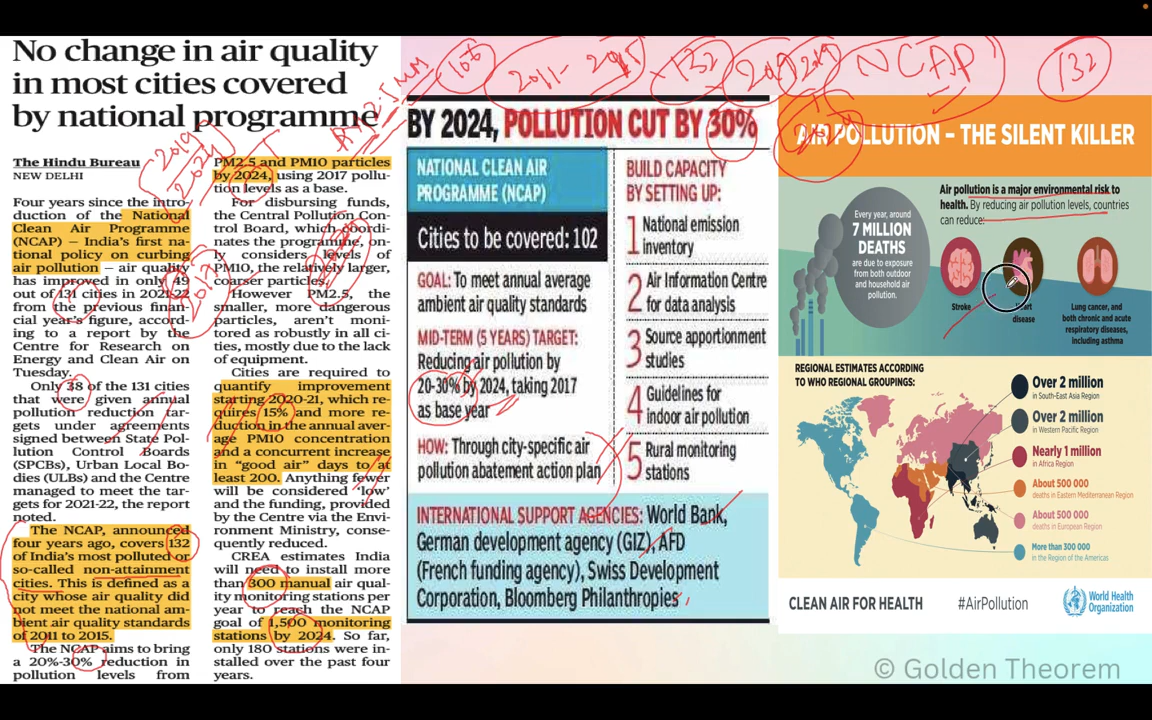 No change in air quality
in most cities covered
by national programme
The Hindu Bureau
NEW DELHI
Four years since the intro-
duction of the National
Clean Air Programme
(NCAP) — India's first na-
tional policy on curbing
air pollution — air quality
has improved in only 49
out of 131 cities in 2021-22
from the previous finan-
cial year's figure, accord-
ing to a report by the
Centre for Research on
Energy and Clean Air on
Tuesday.
Only 38 of the 131 cities
that were given annual
pollution reduction tar-
gets under agreements
signed between State Pol-
lution Control Boards
(SPCBs), Urban Local Bo-
dies (ULBs) and the Centre
managed to meet the tar-
gets for 2021-22, the report
noted.
The NCAP, announced
four years ago, covers 132
of India's most polluted or
so-called non-attainment
cities. This is defined as a
city whose air quality did
not meet the national am-
bient air quality standards
of 2011 to 2015.
The NCAP aims to bring
a 20%-30% reduction in
pollution levels from
PM2.5 and PM10 particles
by 2024, using 2017 pollu-
tion levels as a base.
For disbursing funds,
the Central Pollution Con-
trol Board, which coordi-
nates the programme, on-
ly considers levels of
PM10, the relatively larger,
coarser particles.
However PM2.5, the
smaller, more dangerous
particles, aren't moni-
tored as robustly in all ci-
ties, mostly due to the lack
of equipment.
Cities are required to
quantify improvement
starting 2020-21, which re-
quires 15% and more re-
duction in the annual aver-
age PM10 concentration
and a concurrent increase
in "good air" days to at
least 200. Anything fewer
will be considered 'low'
and the funding, provided
by the Centre via the Envi-
ronment Ministry, conse-
quently reduced.
CREA estimates India
will need to install more
than 300 manual air qual-
ity monitoring stations per
year to reach the NCAP
goal of 1,500 monitoring
stations by 2024. So far,
only 180 stations were in-
stalled over the past four
years.
2019
2024
2017
106
2011-2015
132
NCAP
132
BY 2024, POLLUTION CUT BY 30%
NATIONAL CLEAN AIR
PROGRAMME (NCAP)
Cities to be covered: 102
GOAL: To meet annual average
ambient air quality standards
MID-TERM (5 YEARS) TARGET:
Reducing air pollution by
20-30% by 2024, taking 2017
as base year
HOW: Through city-specific air
pollution abatement action plan
BUILD CAPACITY
BY SETTING UP:
1 National emission
inventory
2 Air Information Centre
for data analysis
3 Source apportionment
studies
4 Guidelines for
indoor air pollution
5 Rural monitoring
stations
INTERNATIONAL SUPPORT AGENCIES: World Bank,
German development agency (GIZ), AFD
(French funding agency), Swiss Development
Corporation, Bloomberg Philanthropies
AIR POLLUTION – THE SILENT KILLER
Every year, around
7 MILLION
DEATHS
are due to
exposure from
both outdoor
and household air
pollution.
Air pollution is a major environmental risk to
health. By reducing air pollution levels, countries
can reduce:
Stroke
Heart
disease
Lung cancer, and
both chronic and acute
respiratory diseases,
including asthma
REGIONAL ESTIMATES ACCORDING
TO WHO REGIONAL GROUPINGS:
Over 2 million
in South-East Asia Region
Over 2 million
in Western Pacific Region
Nearly 1 million
in Africa Region
About 500 000
deaths in Eastern Mediterranean Region
About 500 000
deaths in European Region
More than 300 000
in the Region of the Americas
CLEAN AIR FOR HEALTH
#AirPollution
World Health
Organization
© Golden Theorem